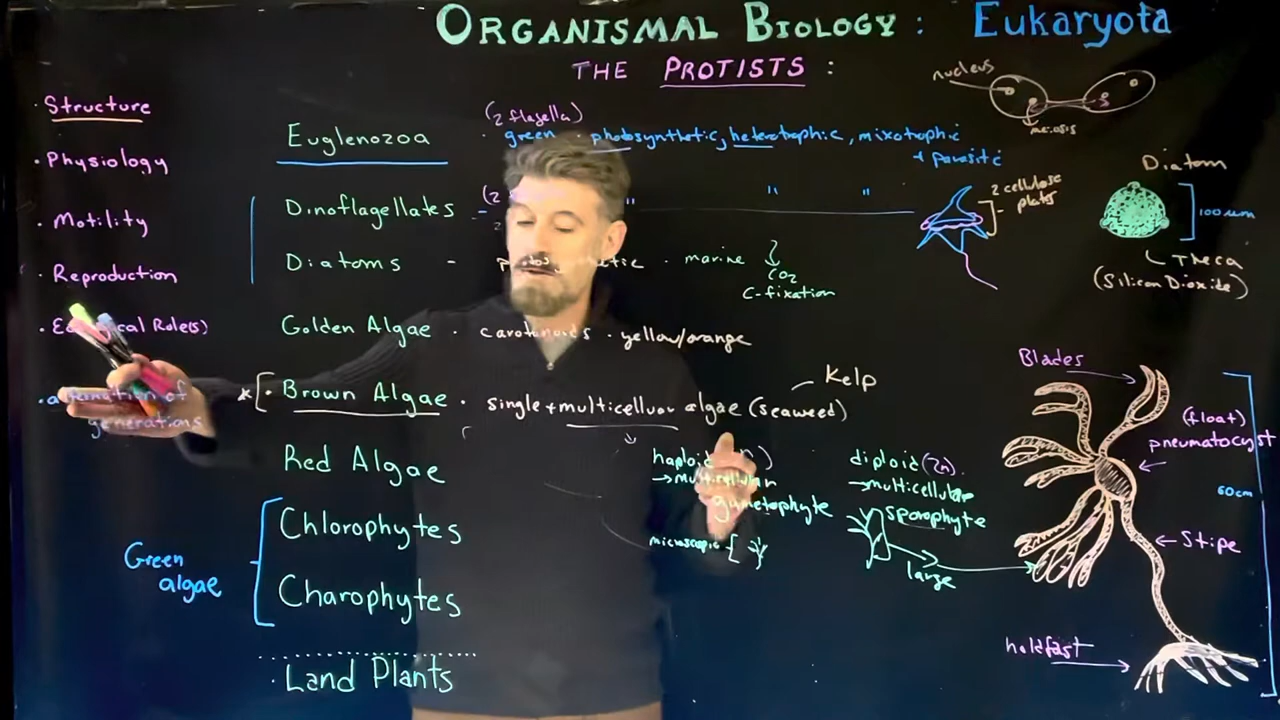 ORGANISMAL BIOLOGY : Eukaryota
THE PROTISTS :
· Structure
· Physiology
· Motility
· Reproduction
generations
Euglenozoa
(2 flagella)
· green · photosynthetic, heterotrophic, mixotrophic
+ parasitic
Dinoflagellates
(2
" " "
Diatoms - · marine
CO2
C-fixation
Golden Algae · carotenoids · yellow/orange
* [ · Brown Algae · single + multicelluar algae (seaweed)
Kelp
Red Algae
haploid
→ multicellular
gametophyte
microscopic [
diploid (2n).
→ multicellular
sporophyte
large
Green
algae
Chlorophytes
Charophytes
· Land Plants
nucleus
meiosis
2 cellulose
plates
Diatom
100 um
Theca
(Silicon Dioxide)
Blades
(float)
pneumatocyst
60cm
Stipe
holdfast